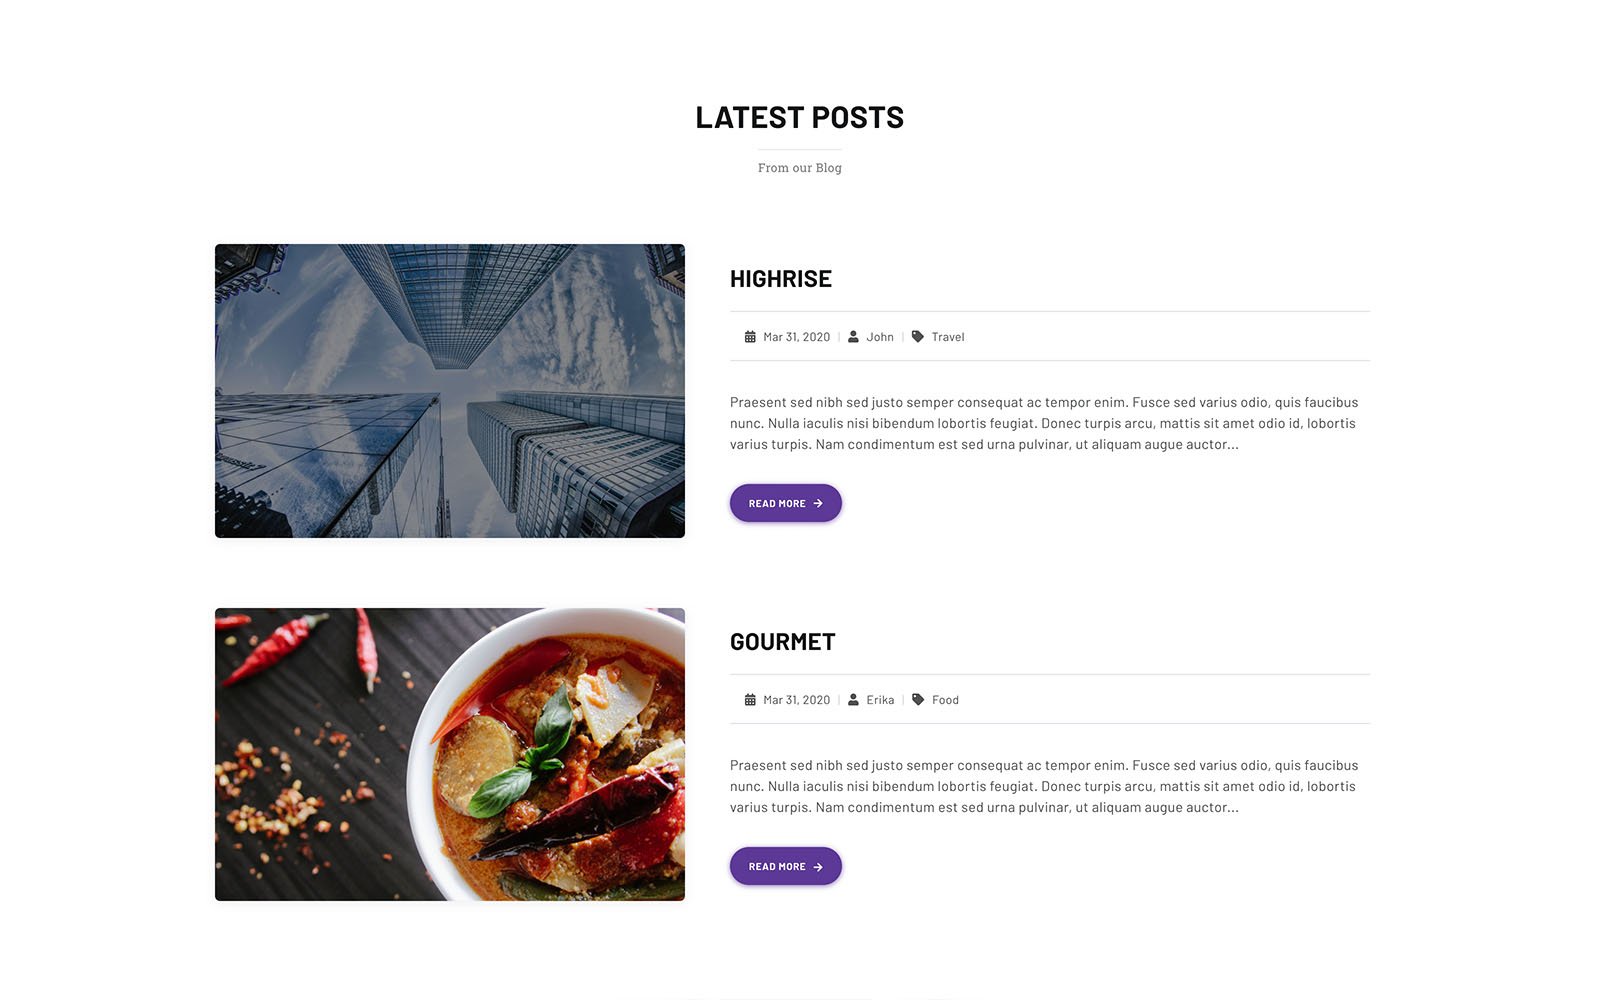 LATEST POSTS
From our Blog
HIGHRISE
Mar 31, 2020 | John | Travel
Praesent sed nibh sed justo semper consequat ac tempor enim. Fusce sed varius odio, quis faucibus
nunc. Nulla iaculis nisi bibendum lobortis feugiat. Donec turpis arcu, mattis sit amet odio id, lobortis
varius turpis. Nam condimentum est sed urna pulvinar, ut aliquam augue auctor...
READ MORE →
GOURMET
Mar 31, 2020 | Erika | Food
Praesent sed nibh sed justo semper consequat ac tempor enim. Fusce sed varius odio, quis faucibus
nunc. Nulla iaculis nisi bibendum lobortis feugiat. Donec turpis arcu, mattis sit amet odio id, lobortis
varius turpis. Nam condimentum est sed urna pulvinar, ut aliquam augue auctor...
READ MORE →